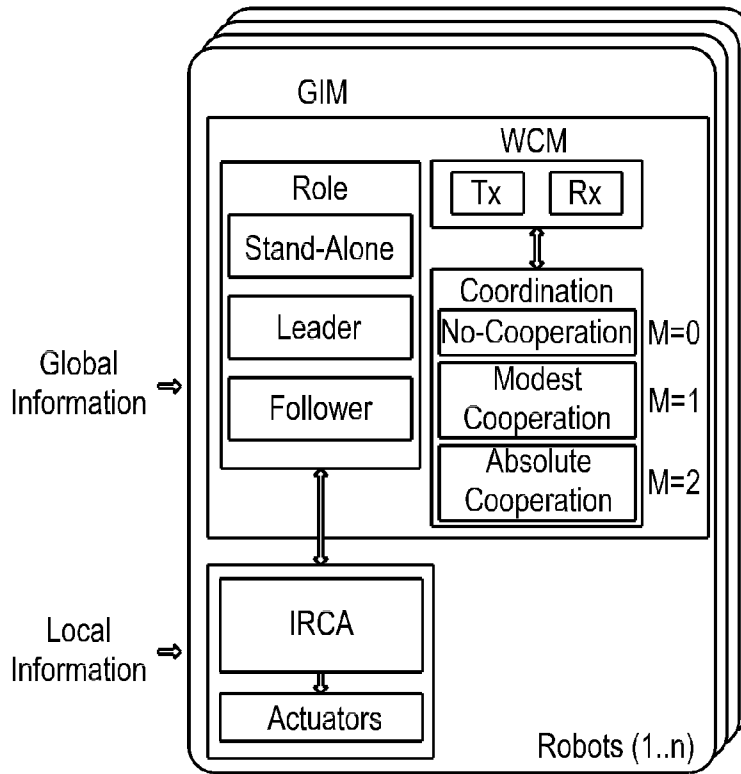 GIM
WCM
Tx
Rx
Role
Stand-Alone
Leader
Follower
Coordination
No-Cooperation
M=0
Modest
Cooperation
M=1
Absolute
Cooperation
M=2
Global
Information
Local
Information
IRCA
Actuators
Robots (1..n)